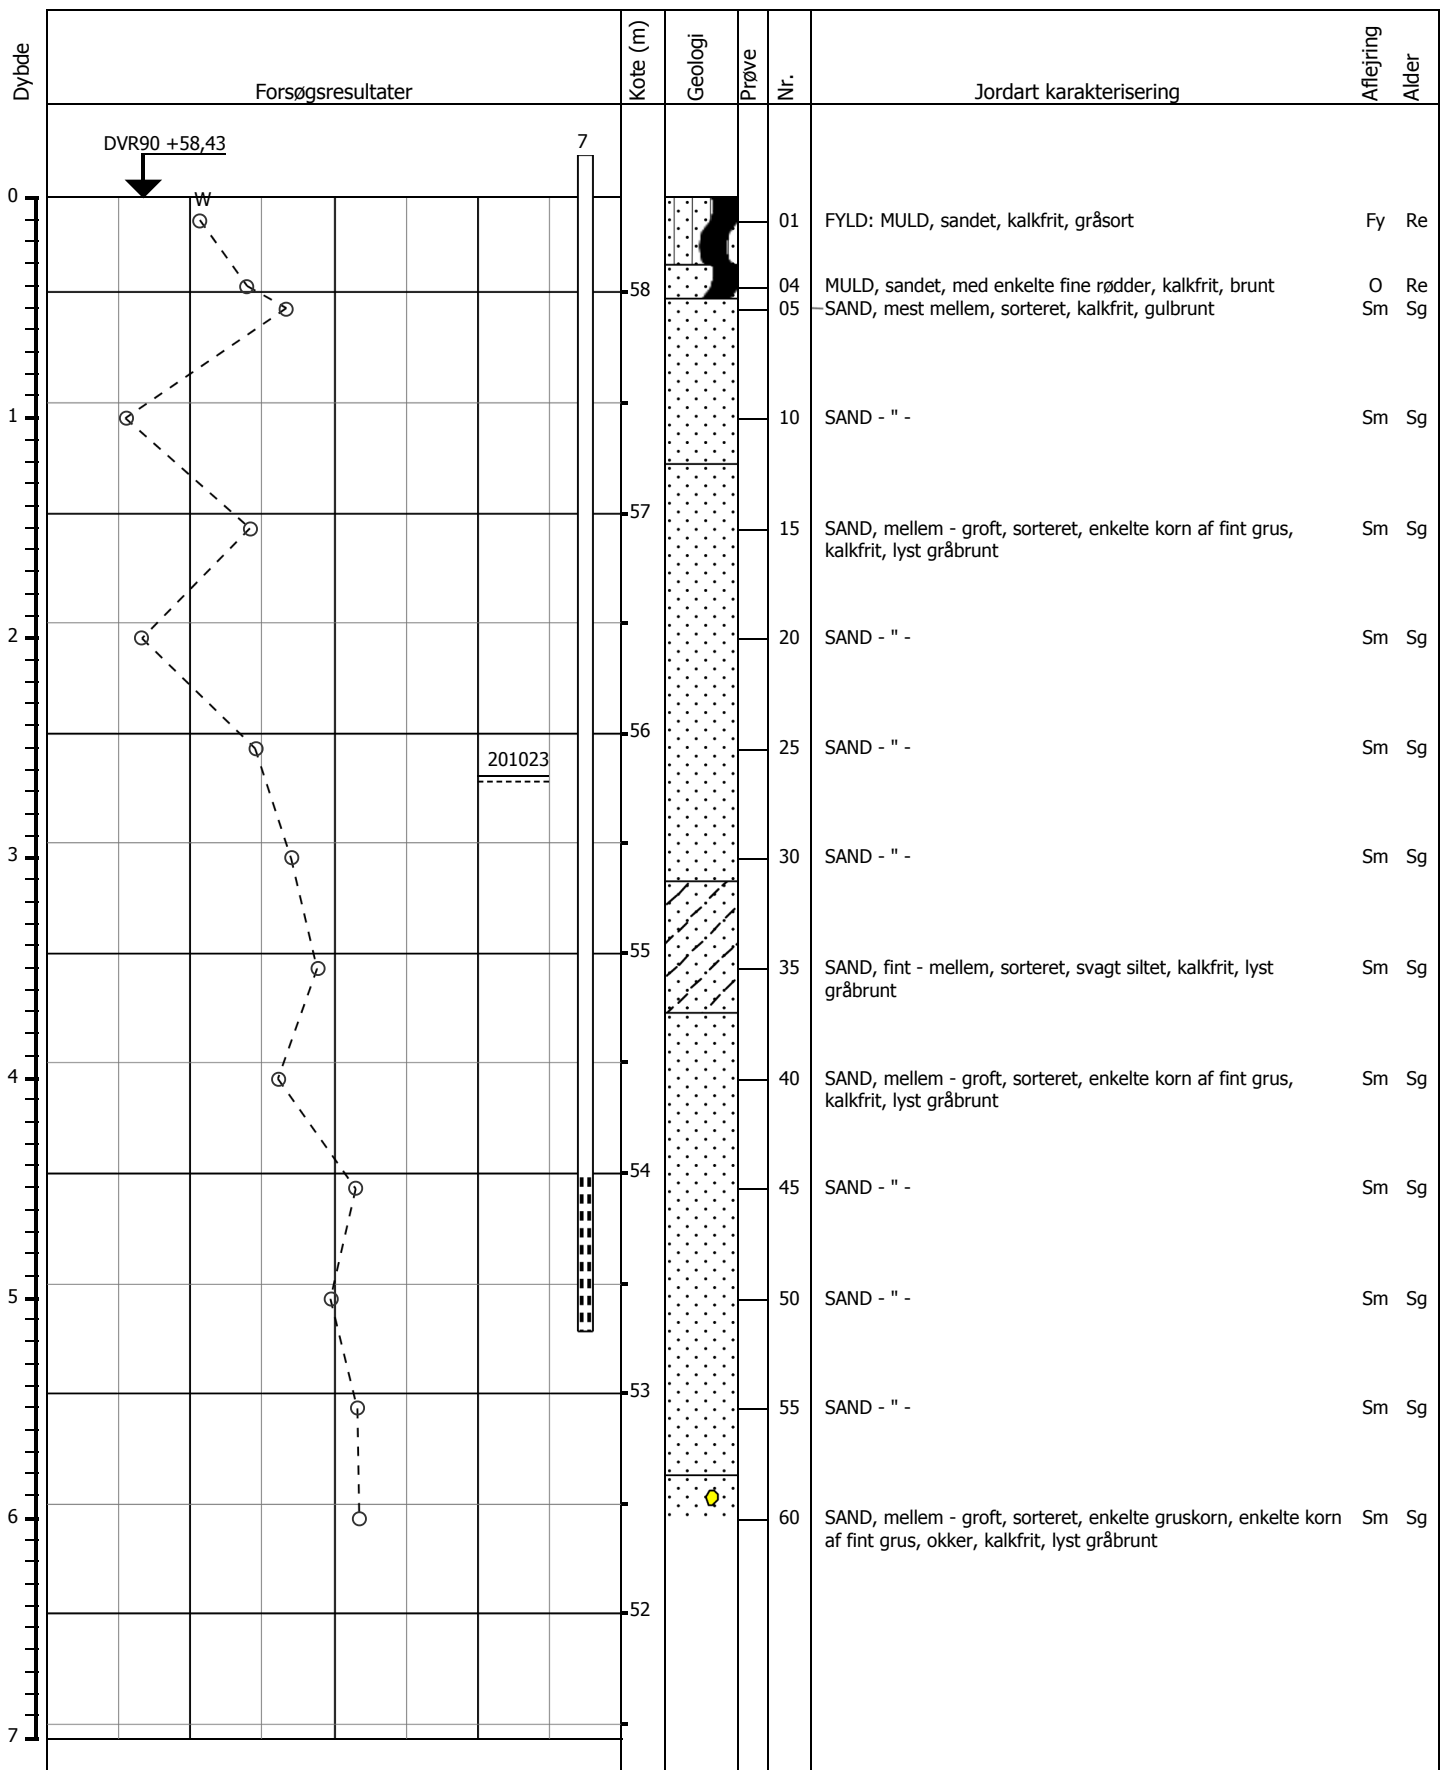 Dybde
Forsøgsresultater
Kote (m)
Geologi
Prøve
Nr.
Jordart karakterisering
Aflejring
Alder
DVR90 +58,43
7
0
W
01 FYLD: MULD, sandet, kalkfrit, gråsort Fy Re
58
04 MULD, sandet, med enkelte fine rødder, kalkfrit, brunt O Re
05 SAND, mest mellem, sorteret, kalkfrit, gulbrunt Sm Sg
1
10 SAND - " - Sm Sg
57
15 SAND, mellem - groft, sorteret, enkelte korn af fint grus, Sm Sg
kalkfrit, lyst gråbrunt
2
20 SAND - " - Sm Sg
56
25 SAND - " - Sm Sg
201023
3
30 SAND - " - Sm Sg
55
35 SAND, fint - mellem, sorteret, svagt siltet, kalkfrit, lyst Sm Sg
gråbrunt
4
40 SAND, mellem - groft, sorteret, enkelte korn af fint grus, Sm Sg
kalkfrit, lyst gråbrunt
54
45 SAND - " - Sm Sg
5
50 SAND - " - Sm Sg
53
55 SAND - " - Sm Sg
6
60 SAND, mellem - groft, sorteret, enkelte gruskorn, enkelte korn Sm Sg
af fint grus, okker, kalkfrit, lyst gråbrunt
52
7